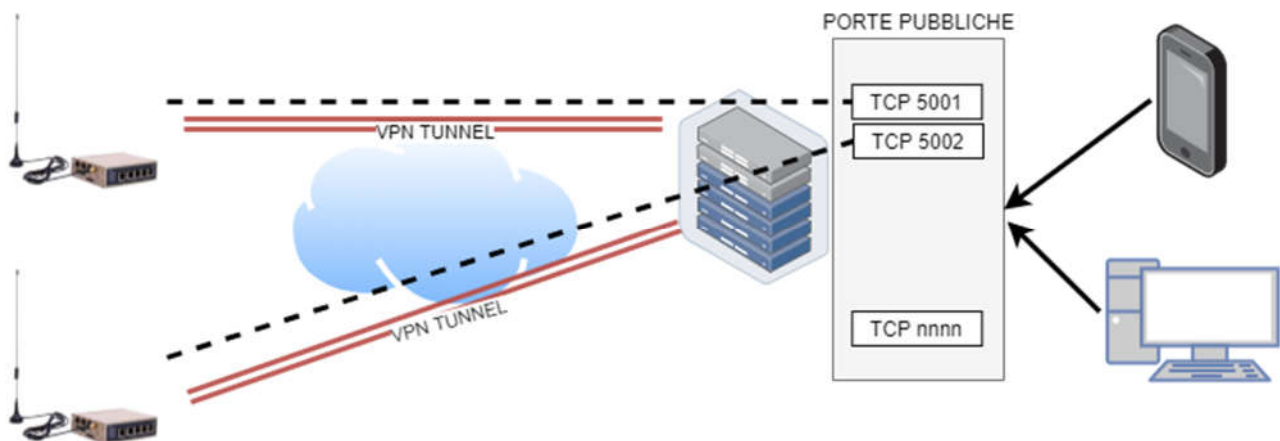 PORTE PUBBLICHE
TCP 5001
VPN TUNNEL
TCP 5002
VPN TUNNEL
TCP nnnn